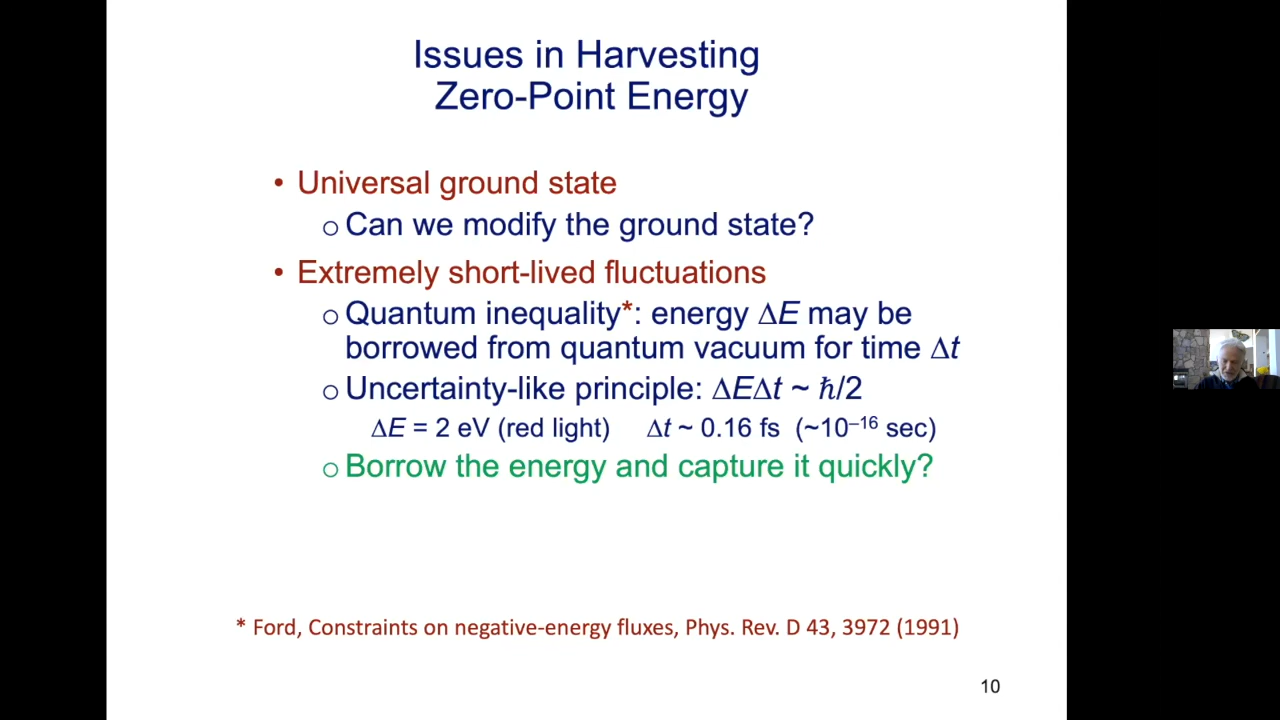 Issues in Harvesting
Zero-Point Energy
• Universal ground state
o Can we modify the ground state?
• Extremely short-lived fluctuations
o Quantum inequality*: energy ΔE may be
borrowed from quantum vacuum for time Δt
o Uncertainty-like principle: ΔEΔt ~ ℏ/2
ΔE = 2 eV (red light) Δt ~ 0.16 fs (~10⁻¹⁶ sec)
o Borrow the energy and capture it quickly?
* Ford, Constraints on negative-energy fluxes, Phys. Rev. D 43, 3972 (1991)
10